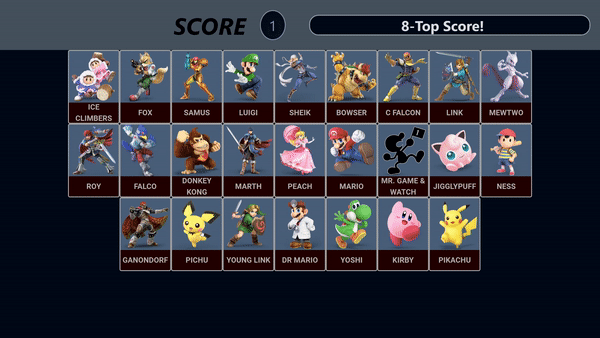 SCORE 1 8-Top Score!
ICE CLIMBERS FOX SAMUS LUIGI SHEIK BOWSER C FALCON LINK MEWTWO
ROY FALCO DONKEY KONG MARTH PEACH MARIO MR. GAME & WATCH JIGGLYPUFF NESS
GANONDORF PICHU YOUNG LINK DR MARIO YOSHI KIRBY PIKACHU